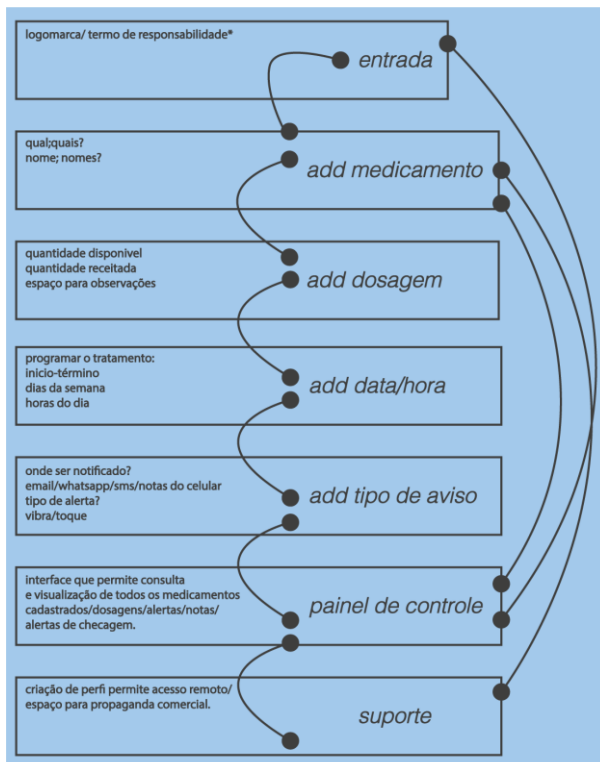 logomarca/ termo de responsabilidade*
entrada
qual;quais?
nome; nomes?
add medicamento
quantidade disponivel
quantidade receitada
espaço para observações
add dosagem
programar o tratamento:
inicio-término
dias da semana
horas do dia
add data/hora
onde ser notificado?
email/whatsapp/sms/notas do celular
tipo de alerta?
vibra/toque
add tipo de aviso
interface que permite consulta
e visualização de todos os medicamentos
cadastrados/dosagens/alertas/notas/
alertas de checagem.
painel de controle
criação de perfi permite acesso remoto/
espaço para propaganda comercial.
suporte